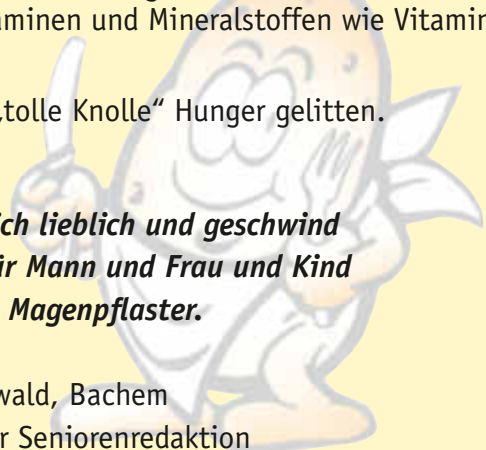 aminen und Mineralstoffen wie Vitamin
„tolle Knolle“ Hunger gelitten.
ich lieblich und geschwind
ir Mann und Frau und Kind
Magenpflaster.
wald, Bachem
r Seniorenredaktion